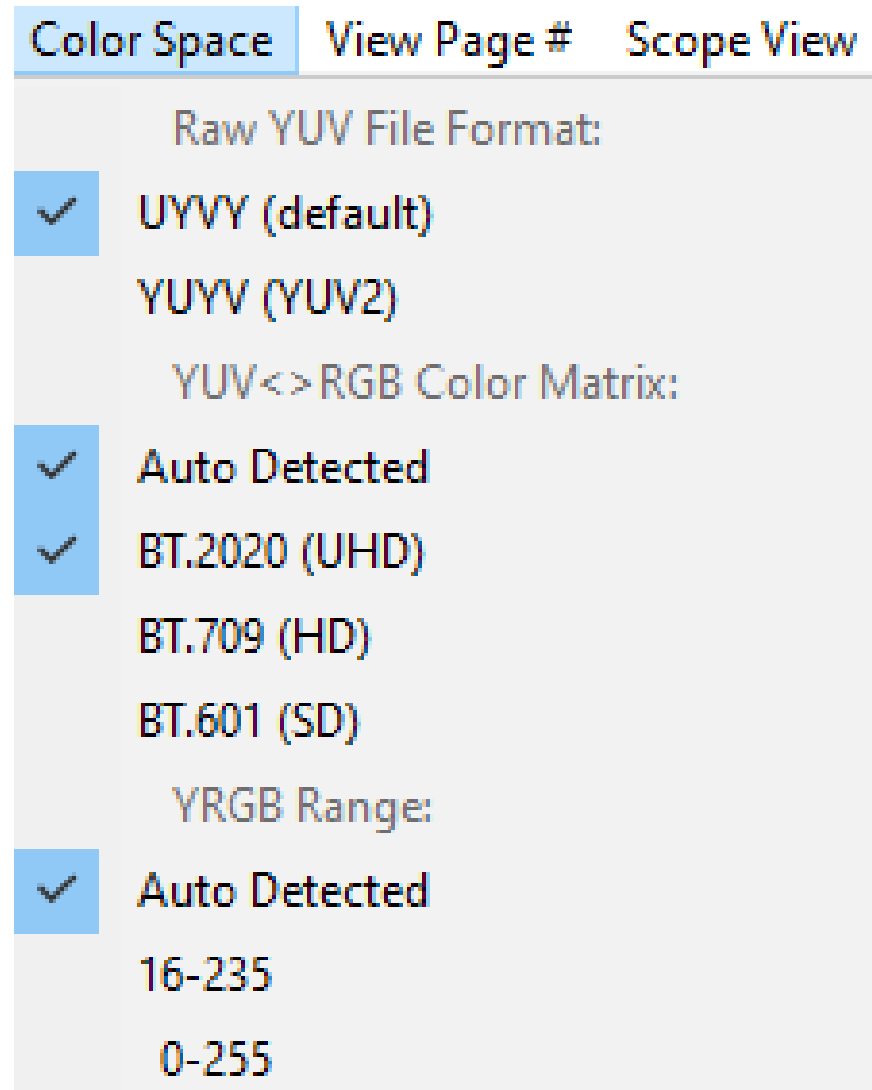 Color Space View Page # Scope View
Raw YUV File Format:
UYVY (default)
YUYV (YUV2)
YUV<>RGB Color Matrix:
Auto Detected
BT.2020 (UHD)
BT.709 (HD)
BT.601 (SD)
YRGB Range:
Auto Detected
16-235
0-255